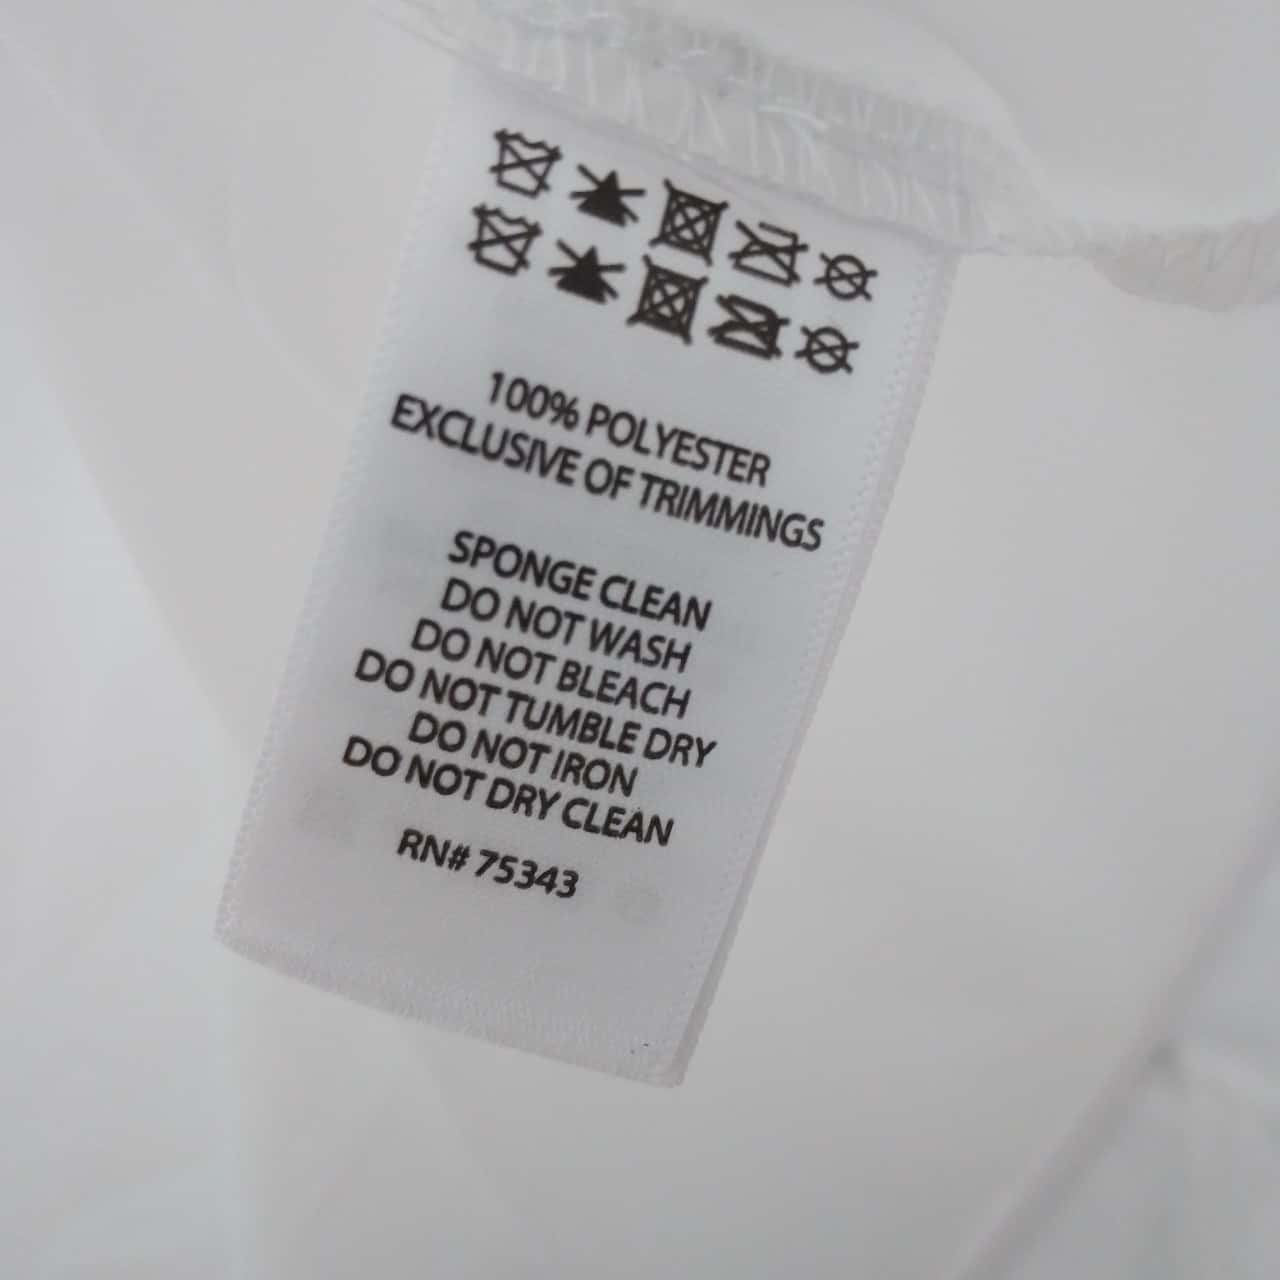 100% POLYESTER
EXCLUSIVE OF TRIMMINGS
SPONGE CLEAN
DO NOT WASH
DO NOT BLEACH
DO NOT TUMBLE DRY
DO NOT IRON
DO NOT DRY CLEAN
RN# 75343